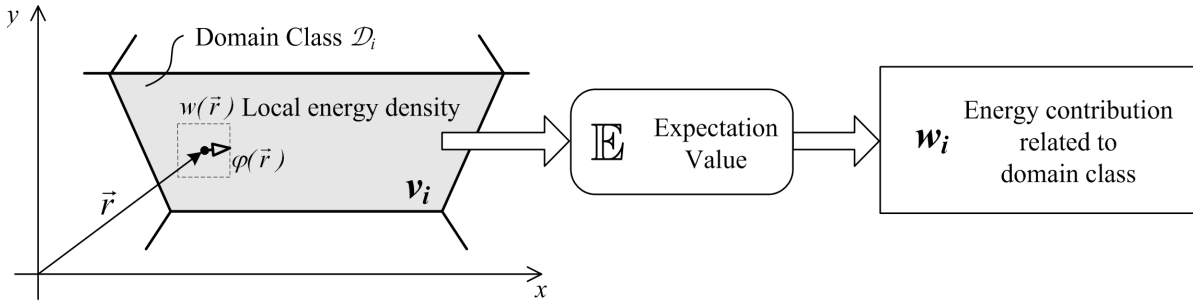 y
Domain Class 𝒟ᵢ
w(r⃗) Local energy density
φ(r⃗)
vᵢ
r⃗
x
𝔼
Expectation
Value
wᵢ
Energy contribution
related to
domain class